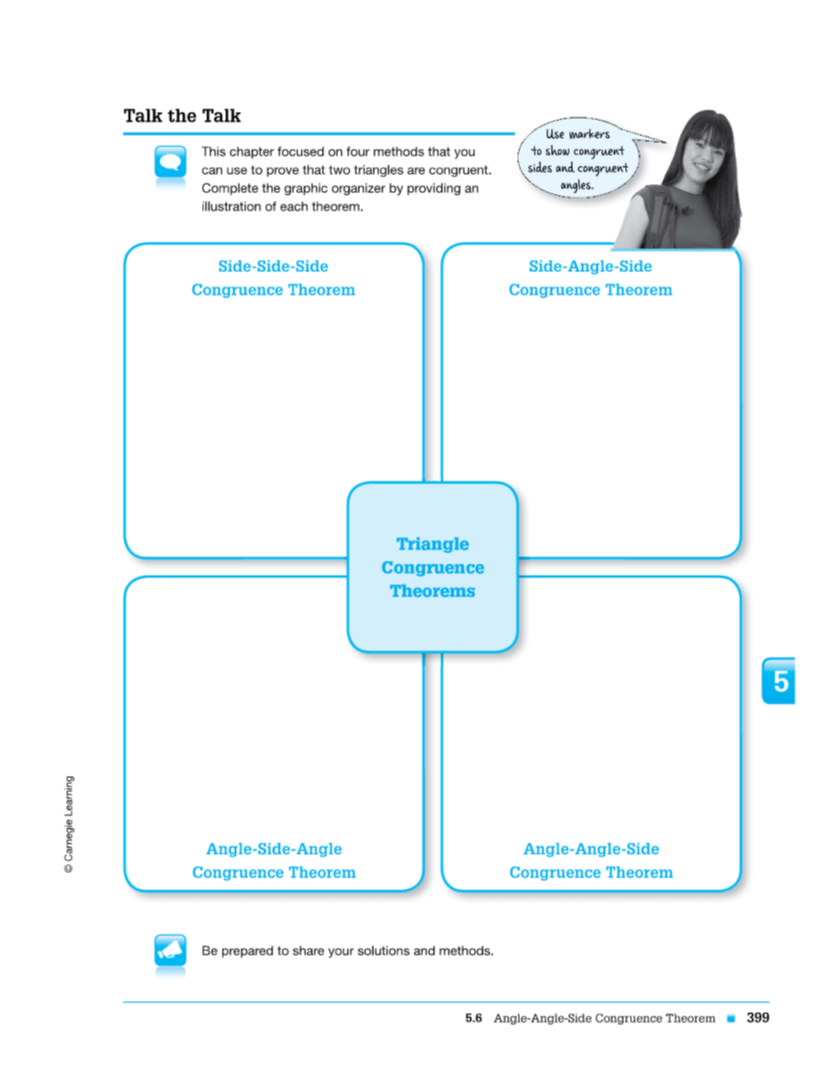 Talk the Talk
Use markers
to show congruent
sides and congruent
angles.
This chapter focused on four methods that you
can use to prove that two triangles are congruent.
Complete the graphic organizer by providing an
illustration of each theorem.
Side-Side-Side
Congruence Theorem
Side-Angle-Side
Congruence Theorem
Triangle
Congruence
Theorems
5
Angle-Side-Angle
Congruence Theorem
Angle-Angle-Side
Congruence Theorem
© Carnegie Learning
Be prepared to share your solutions and methods.
5.6 Angle-Angle-Side Congruence Theorem 399